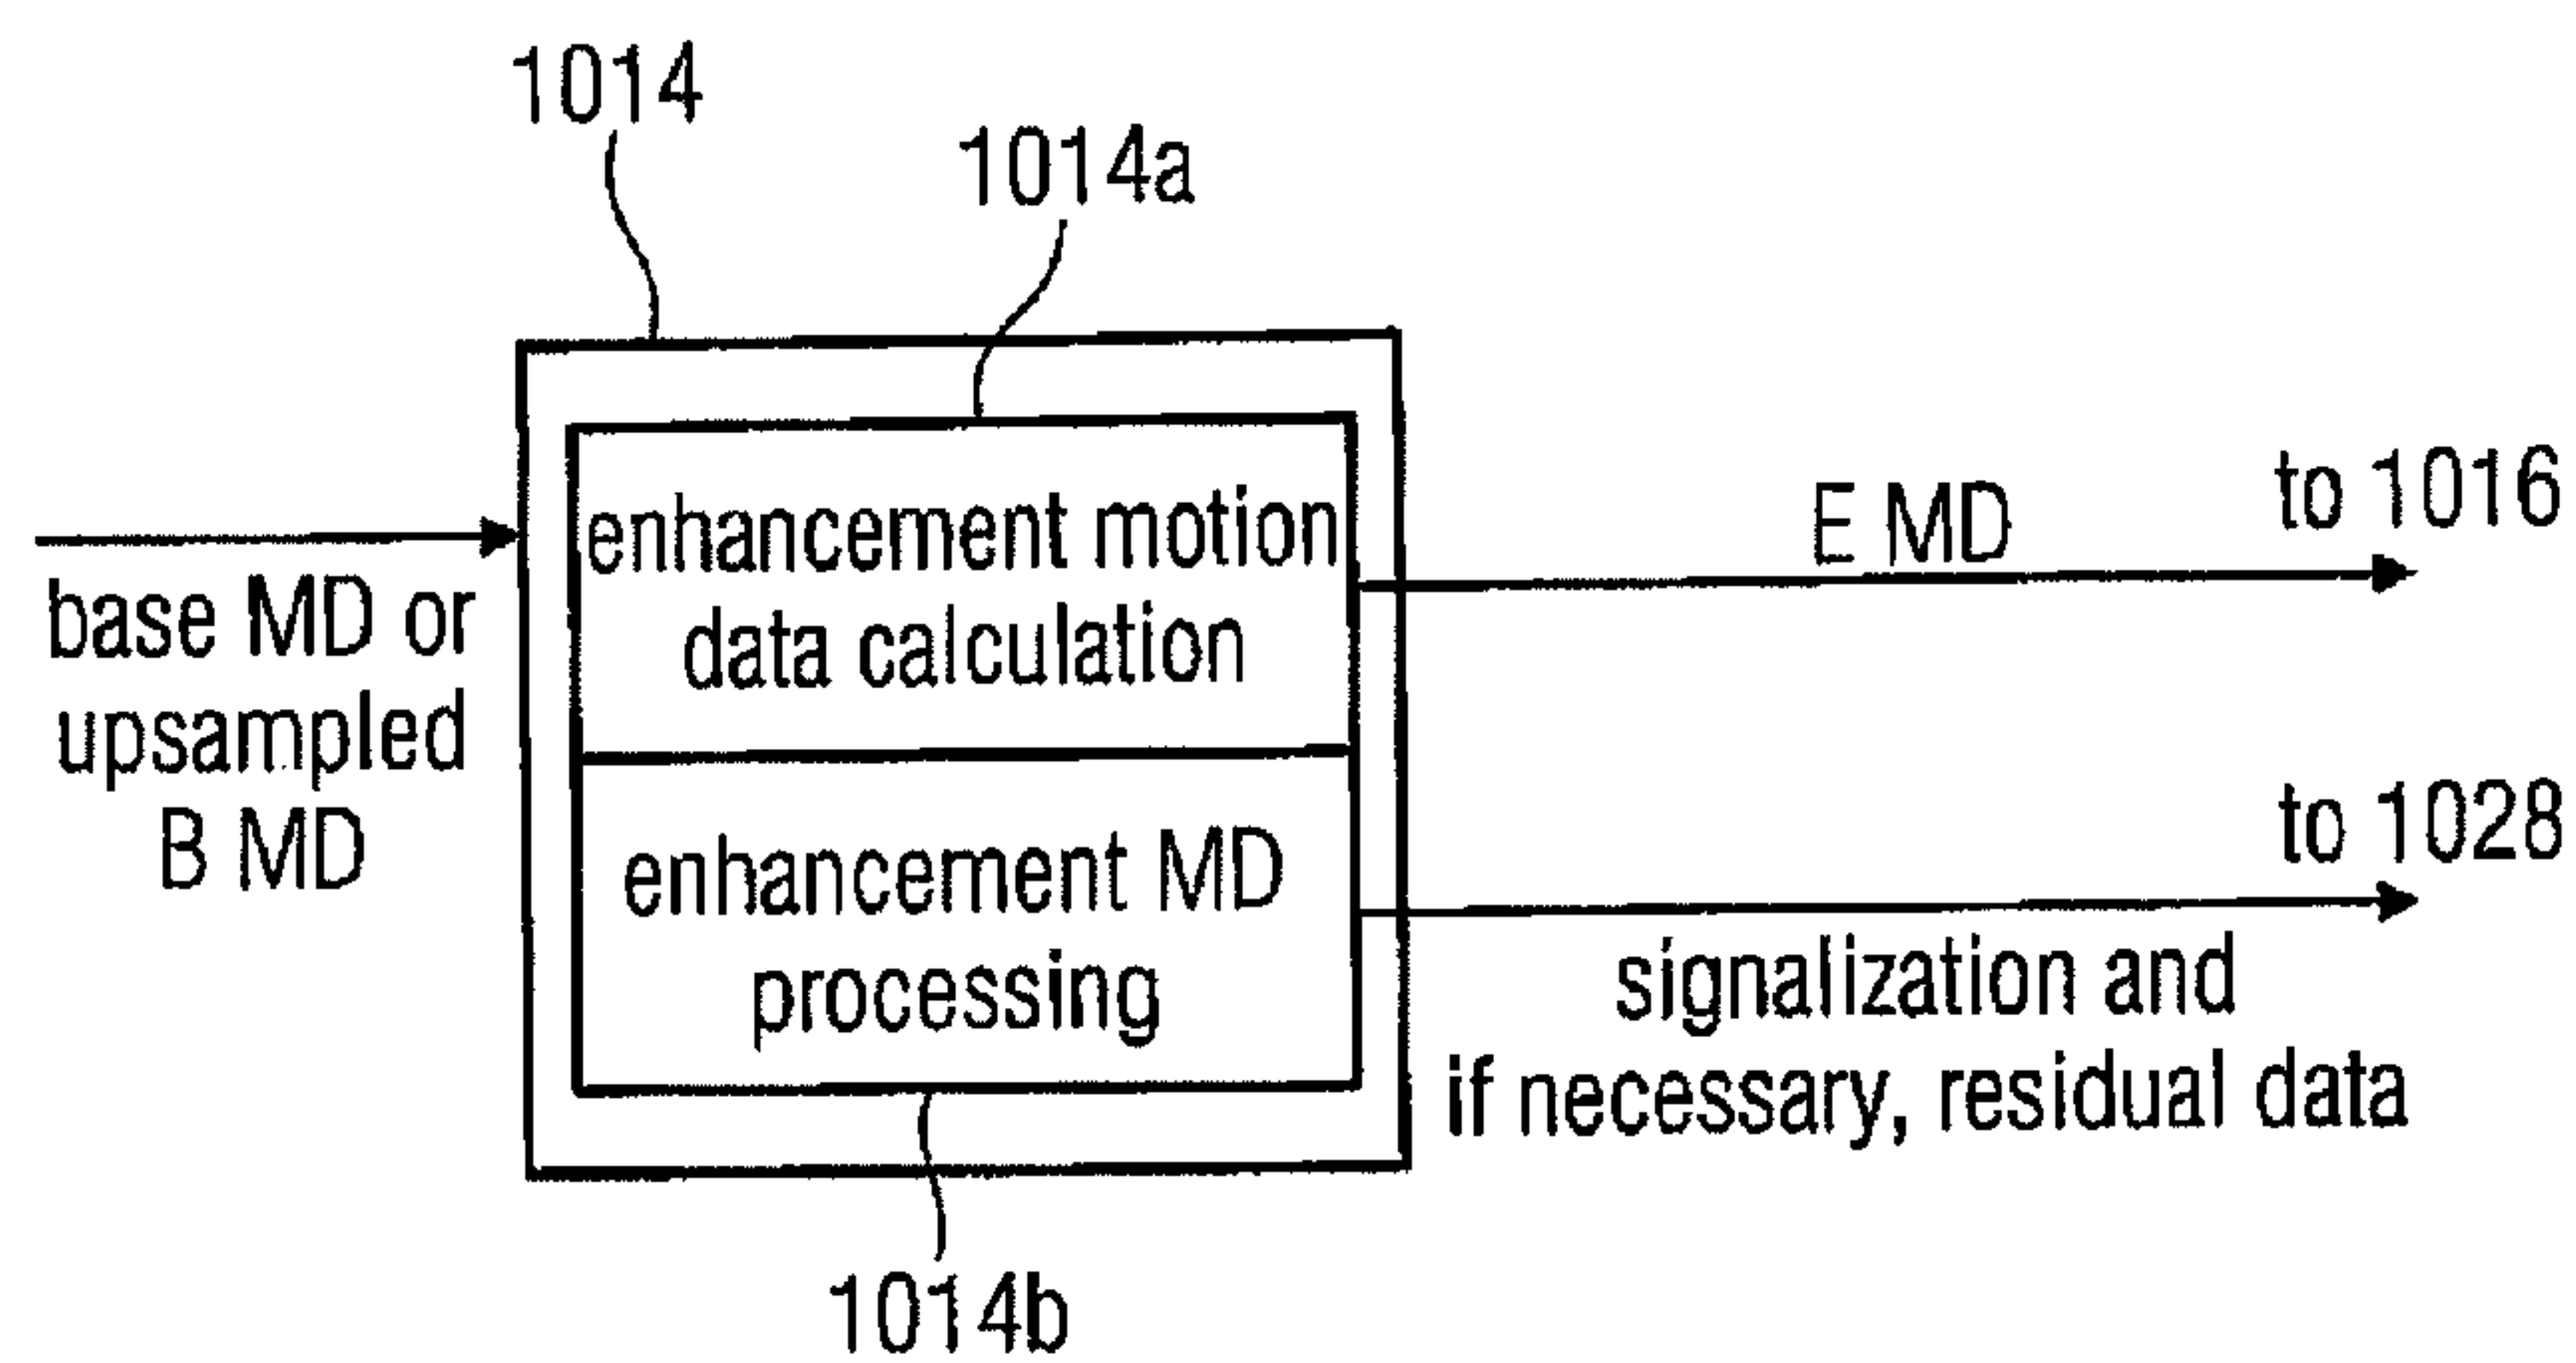 1014
1014a
enhancement motion
data calculation
base MD or
upsampled
B MD
E MD
to 1016
enhancement MD
processing
to 1028
signalization and
if necessary, residual data
1014b